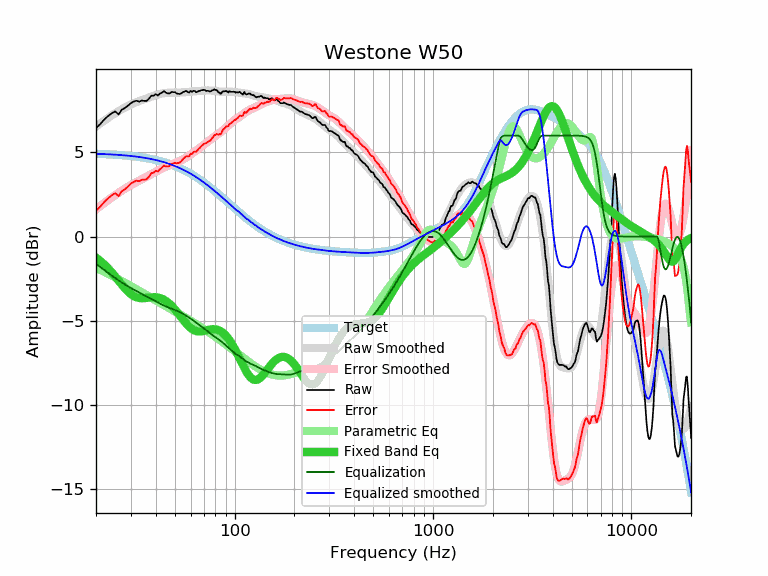 Westone W50
Amplitude (dBr)
5
0
−5
−10
−15
Target
Raw Smoothed
Error Smoothed
Raw
Error
Parametric Eq
Fixed Band Eq
Equalization
Equalized smoothed
100
1000
10000
Frequency (Hz)